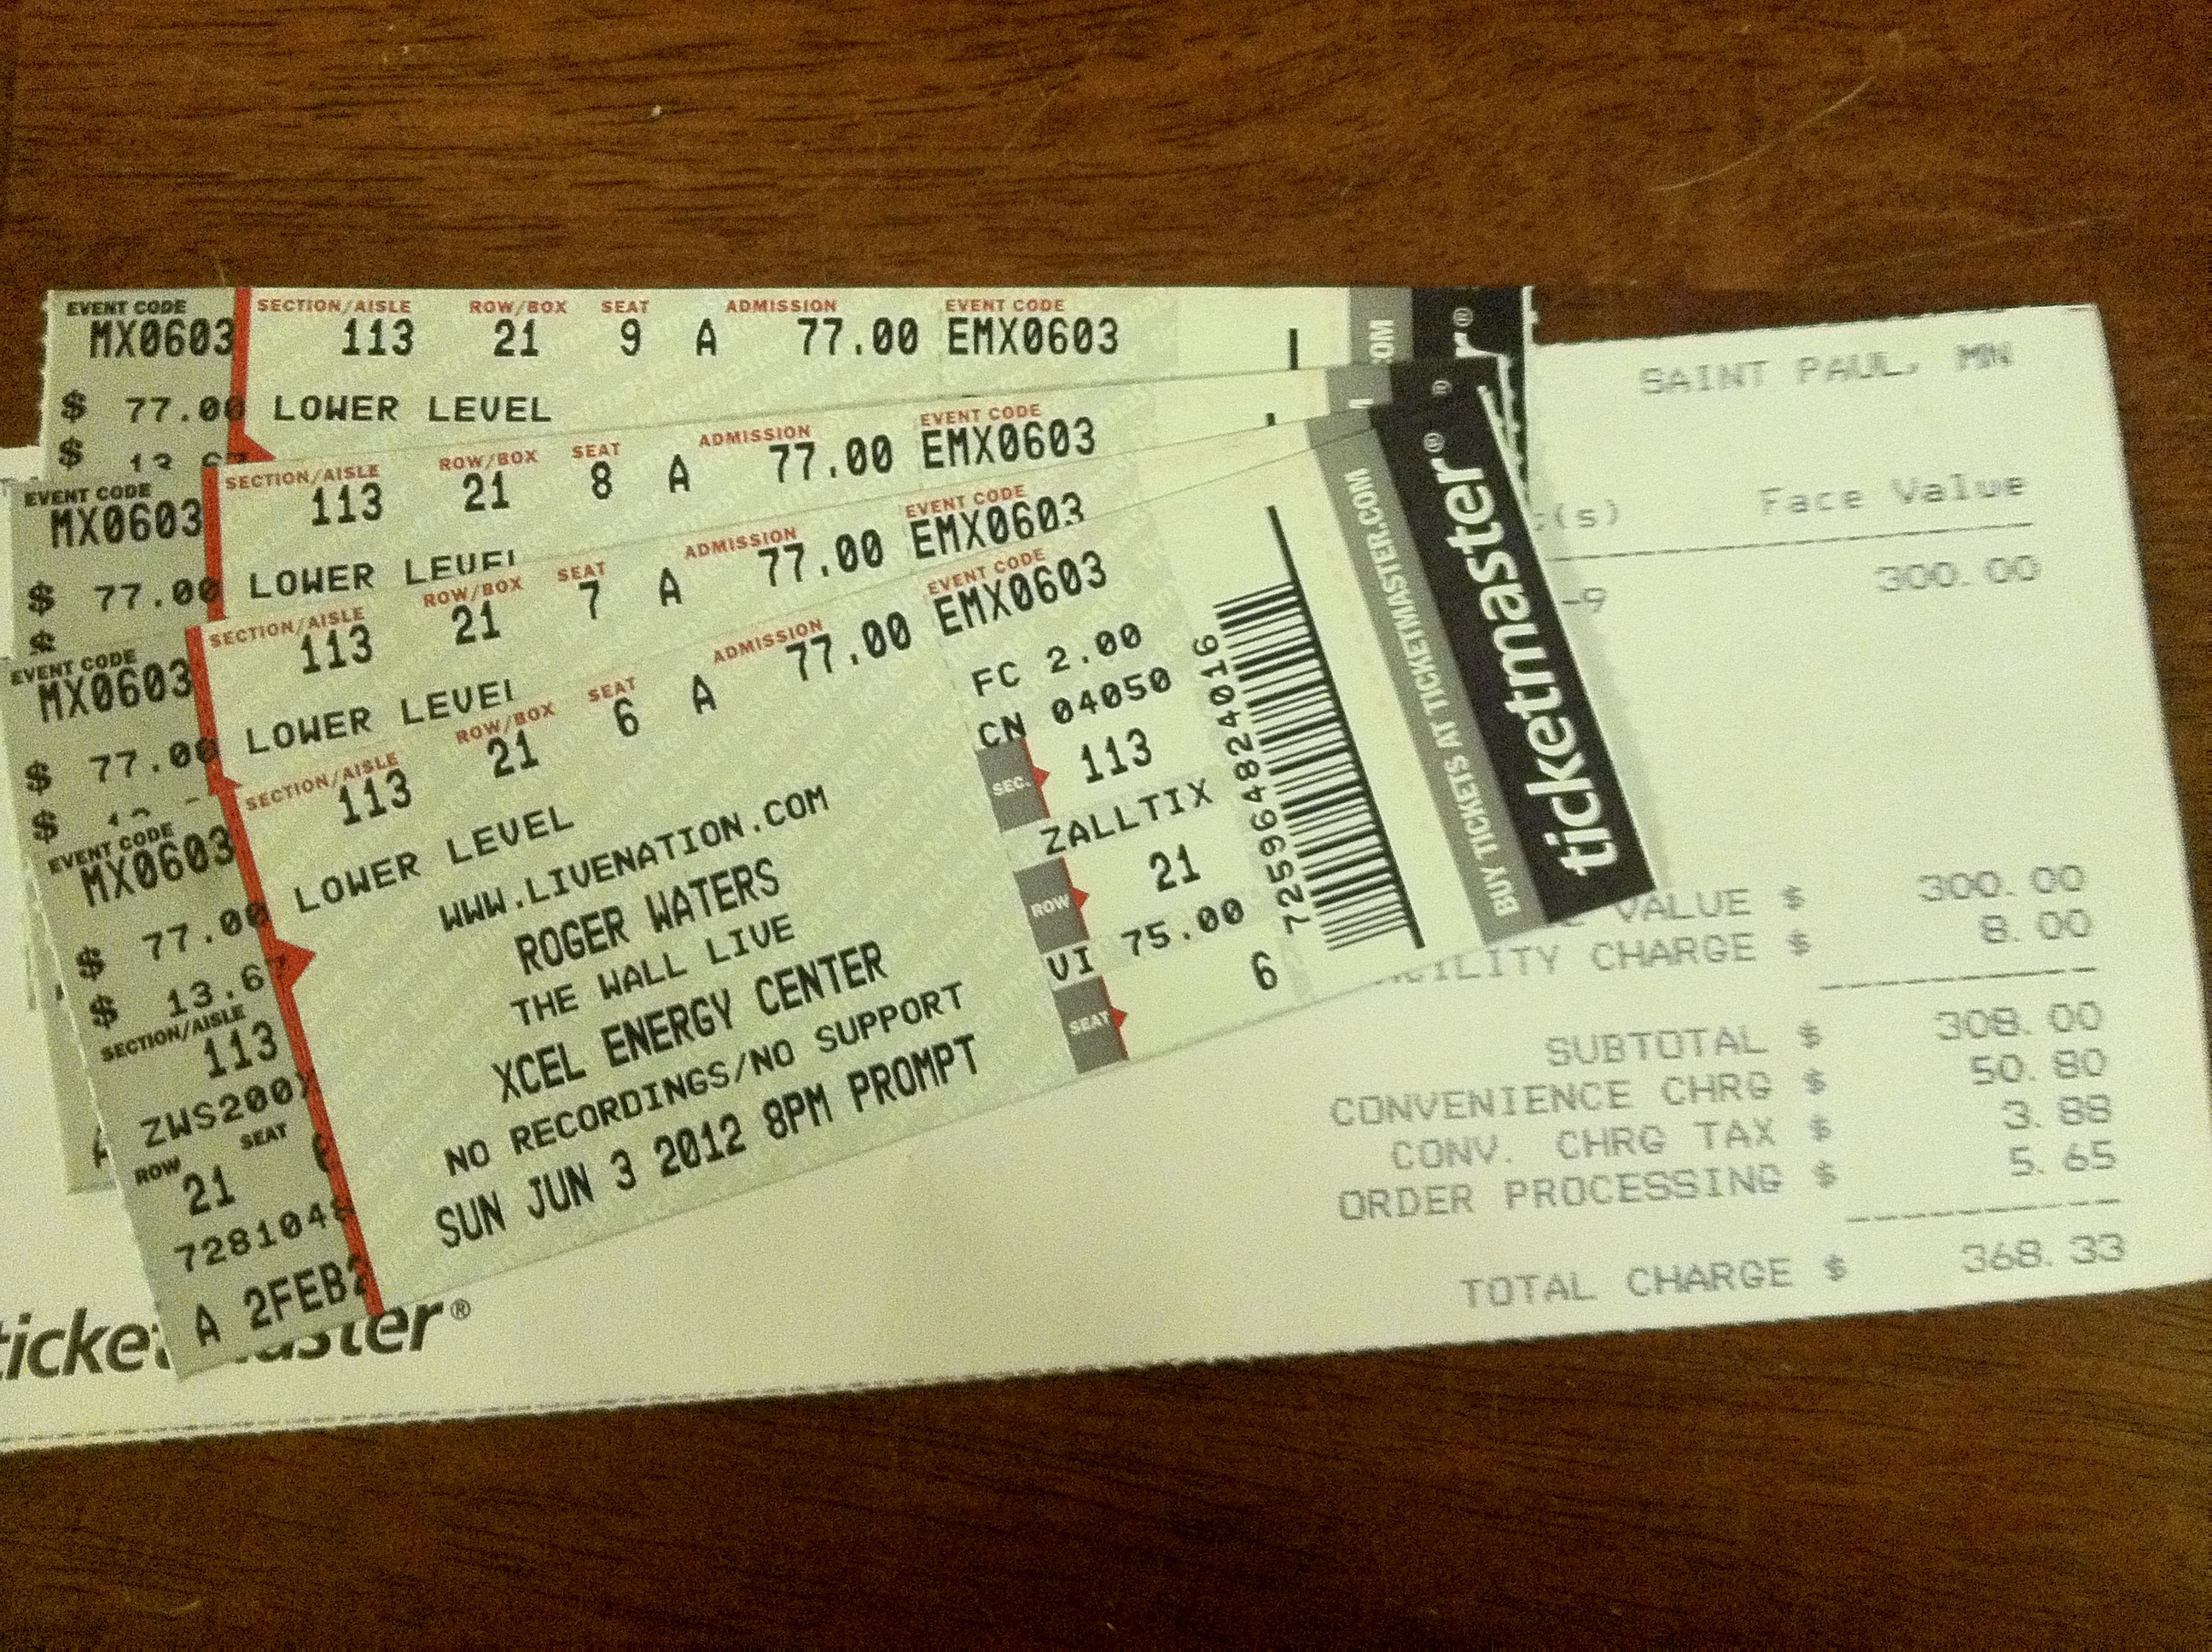 EVENT CODE SECTION/AISLE ROW/BOX SEAT ADMISSION EVENT CODE
MX0603 113 21 9 A 77.00 EMX0603
$ 77.00 LOWER LEVEL
$ 13.67
EVENT CODE SECTION/AISLE ROW/BOX SEAT ADMISSION EVENT CODE
MX0603 113 21 8 A 77.00 EMX0603
$ 77.00 LOWER LEVEL
$
EVENT CODE SECTION/AISLE ROW/BOX SEAT ADMISSION EVENT CODE
MX0603 113 21 7 A 77.00 EMX0603
$ 77.00 LOWER LEVEL
$
EVENT CODE SECTION/AISLE ROW/BOX SEAT ADMISSION EVENT CODE
MX0603 113 21 6 A 77.00 EMX0603
$ 77.00 LOWER LEVEL
$ 13.67
SECTION/AISLE
113
ZWS200X
ROW SEAT
21 6
728104
A 2FEB2
WWW.LIVENATION.COM
ROGER WATERS
THE WALL LIVE
XCEL ENERGY CENTER
NO RECORDINGS/NO SUPPORT
SUN JUN 3 2012 8PM PROMPT
FC 2.00
CN 04050
SEC. 113
ZALLTIX
ROW 21
VI 75.00
SEAT 6
725964824016
BUY TICKETS AT TICKETMASTER.COM
ticketmaster®
.COM
r®
®
SAINT PAUL, MN
t(s) Face Value
-9 300.00
VALUE $ 300.00
FACILITY CHARGE $ 8.00
SUBTOTAL $ 308.00
CONVENIENCE CHRG $ 50.80
CONV. CHRG TAX $ 3.88
ORDER PROCESSING $ 5.65
TOTAL CHARGE $ 368.33
ticketmaster®